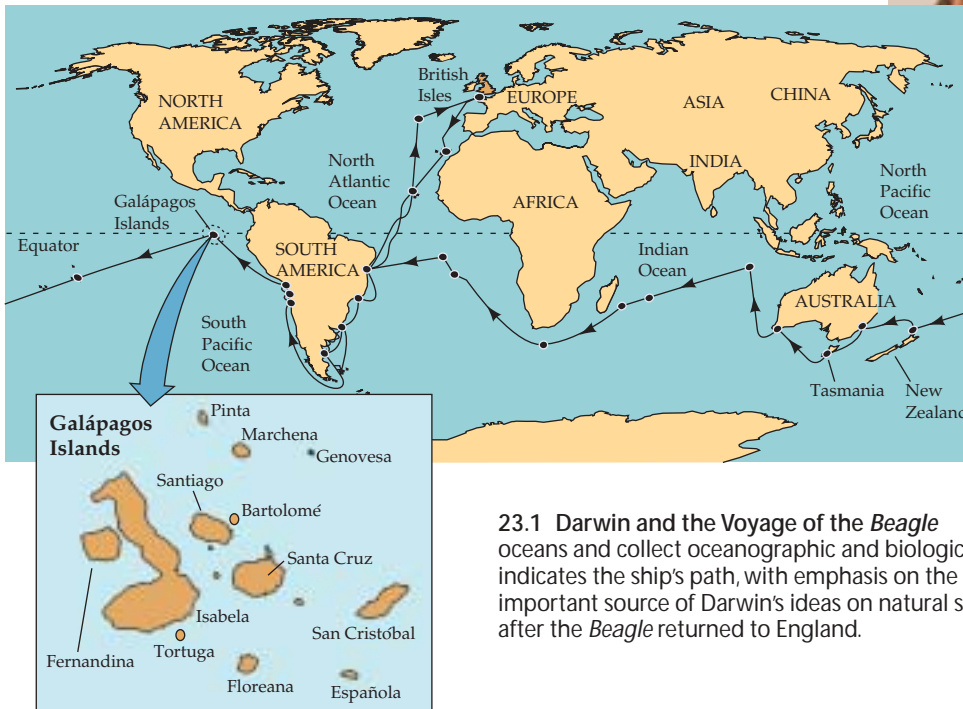 British
Isles
EUROPE
NORTH
AMERICA
ASIA
CHINA
INDIA
North
Atlantic
Ocean
North
Pacific
Ocean
AFRICA
Galápagos
Islands
Equator
SOUTH
AMERICA
Indian
Ocean
AUSTRALIA
South
Pacific
Ocean
Tasmania
New
Zealand
Galápagos
Islands
Pinta
Marchena
Genovesa
Santiago
Bartolomé
Santa Cruz
Isabela
San Cristóbal
Fernandina
Tortuga
Floreana
Española
23.1 Darwin and the Voyage of the Beagle
oceans and collect oceanographic and biologic
indicates the ship's path, with emphasis on the
important source of Darwin's ideas on natural s
after the Beagle returned to England.